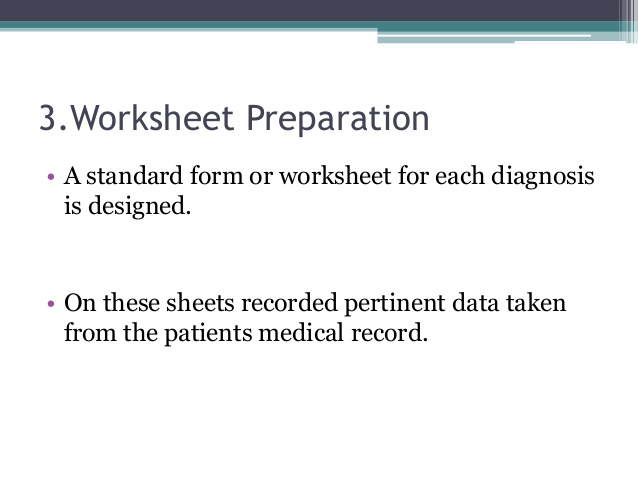 3.Worksheet Preparation
• A standard form or worksheet for each diagnosis
is designed.
• On these sheets recorded pertinent data taken
from the patients medical record.